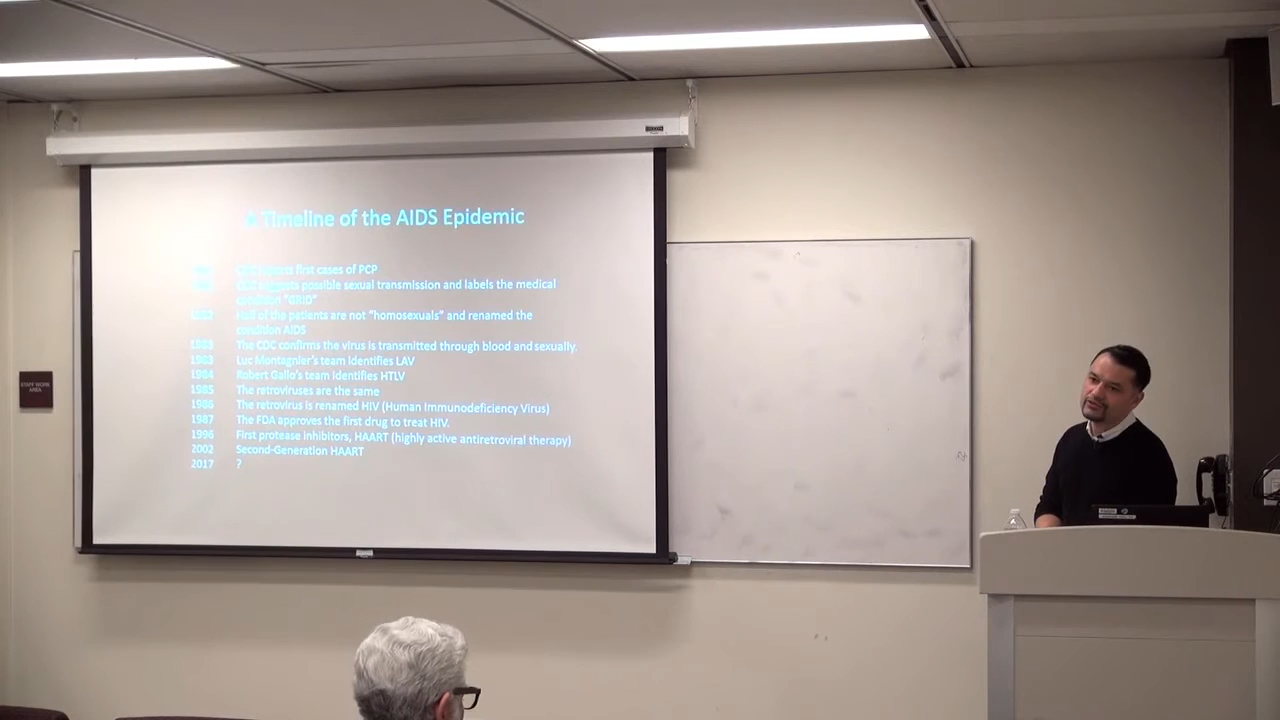 A Timeline of the AIDS Epidemic
first cases of PCP
suggests possible sexual transmission and labels the medical
condition "GRID"
Half of the patients are not "homosexuals" and renamed the
condition AIDS
The CDC confirms the virus is transmitted through blood and sexually.
1983 Luc Montagnier's team identifies LAV
1984 Robert Gallo's team identifies HTLV
1985 The retroviruses are the same
1986 The retrovirus is renamed HIV (Human Immunodeficiency Virus)
1987 The FDA approves the first drug to treat HIV.
1996 First protease inhibitors, HAART (highly active antiretroviral therapy)
2002 Second-Generation HAART
2017 ?
STAFF WORK
AREA